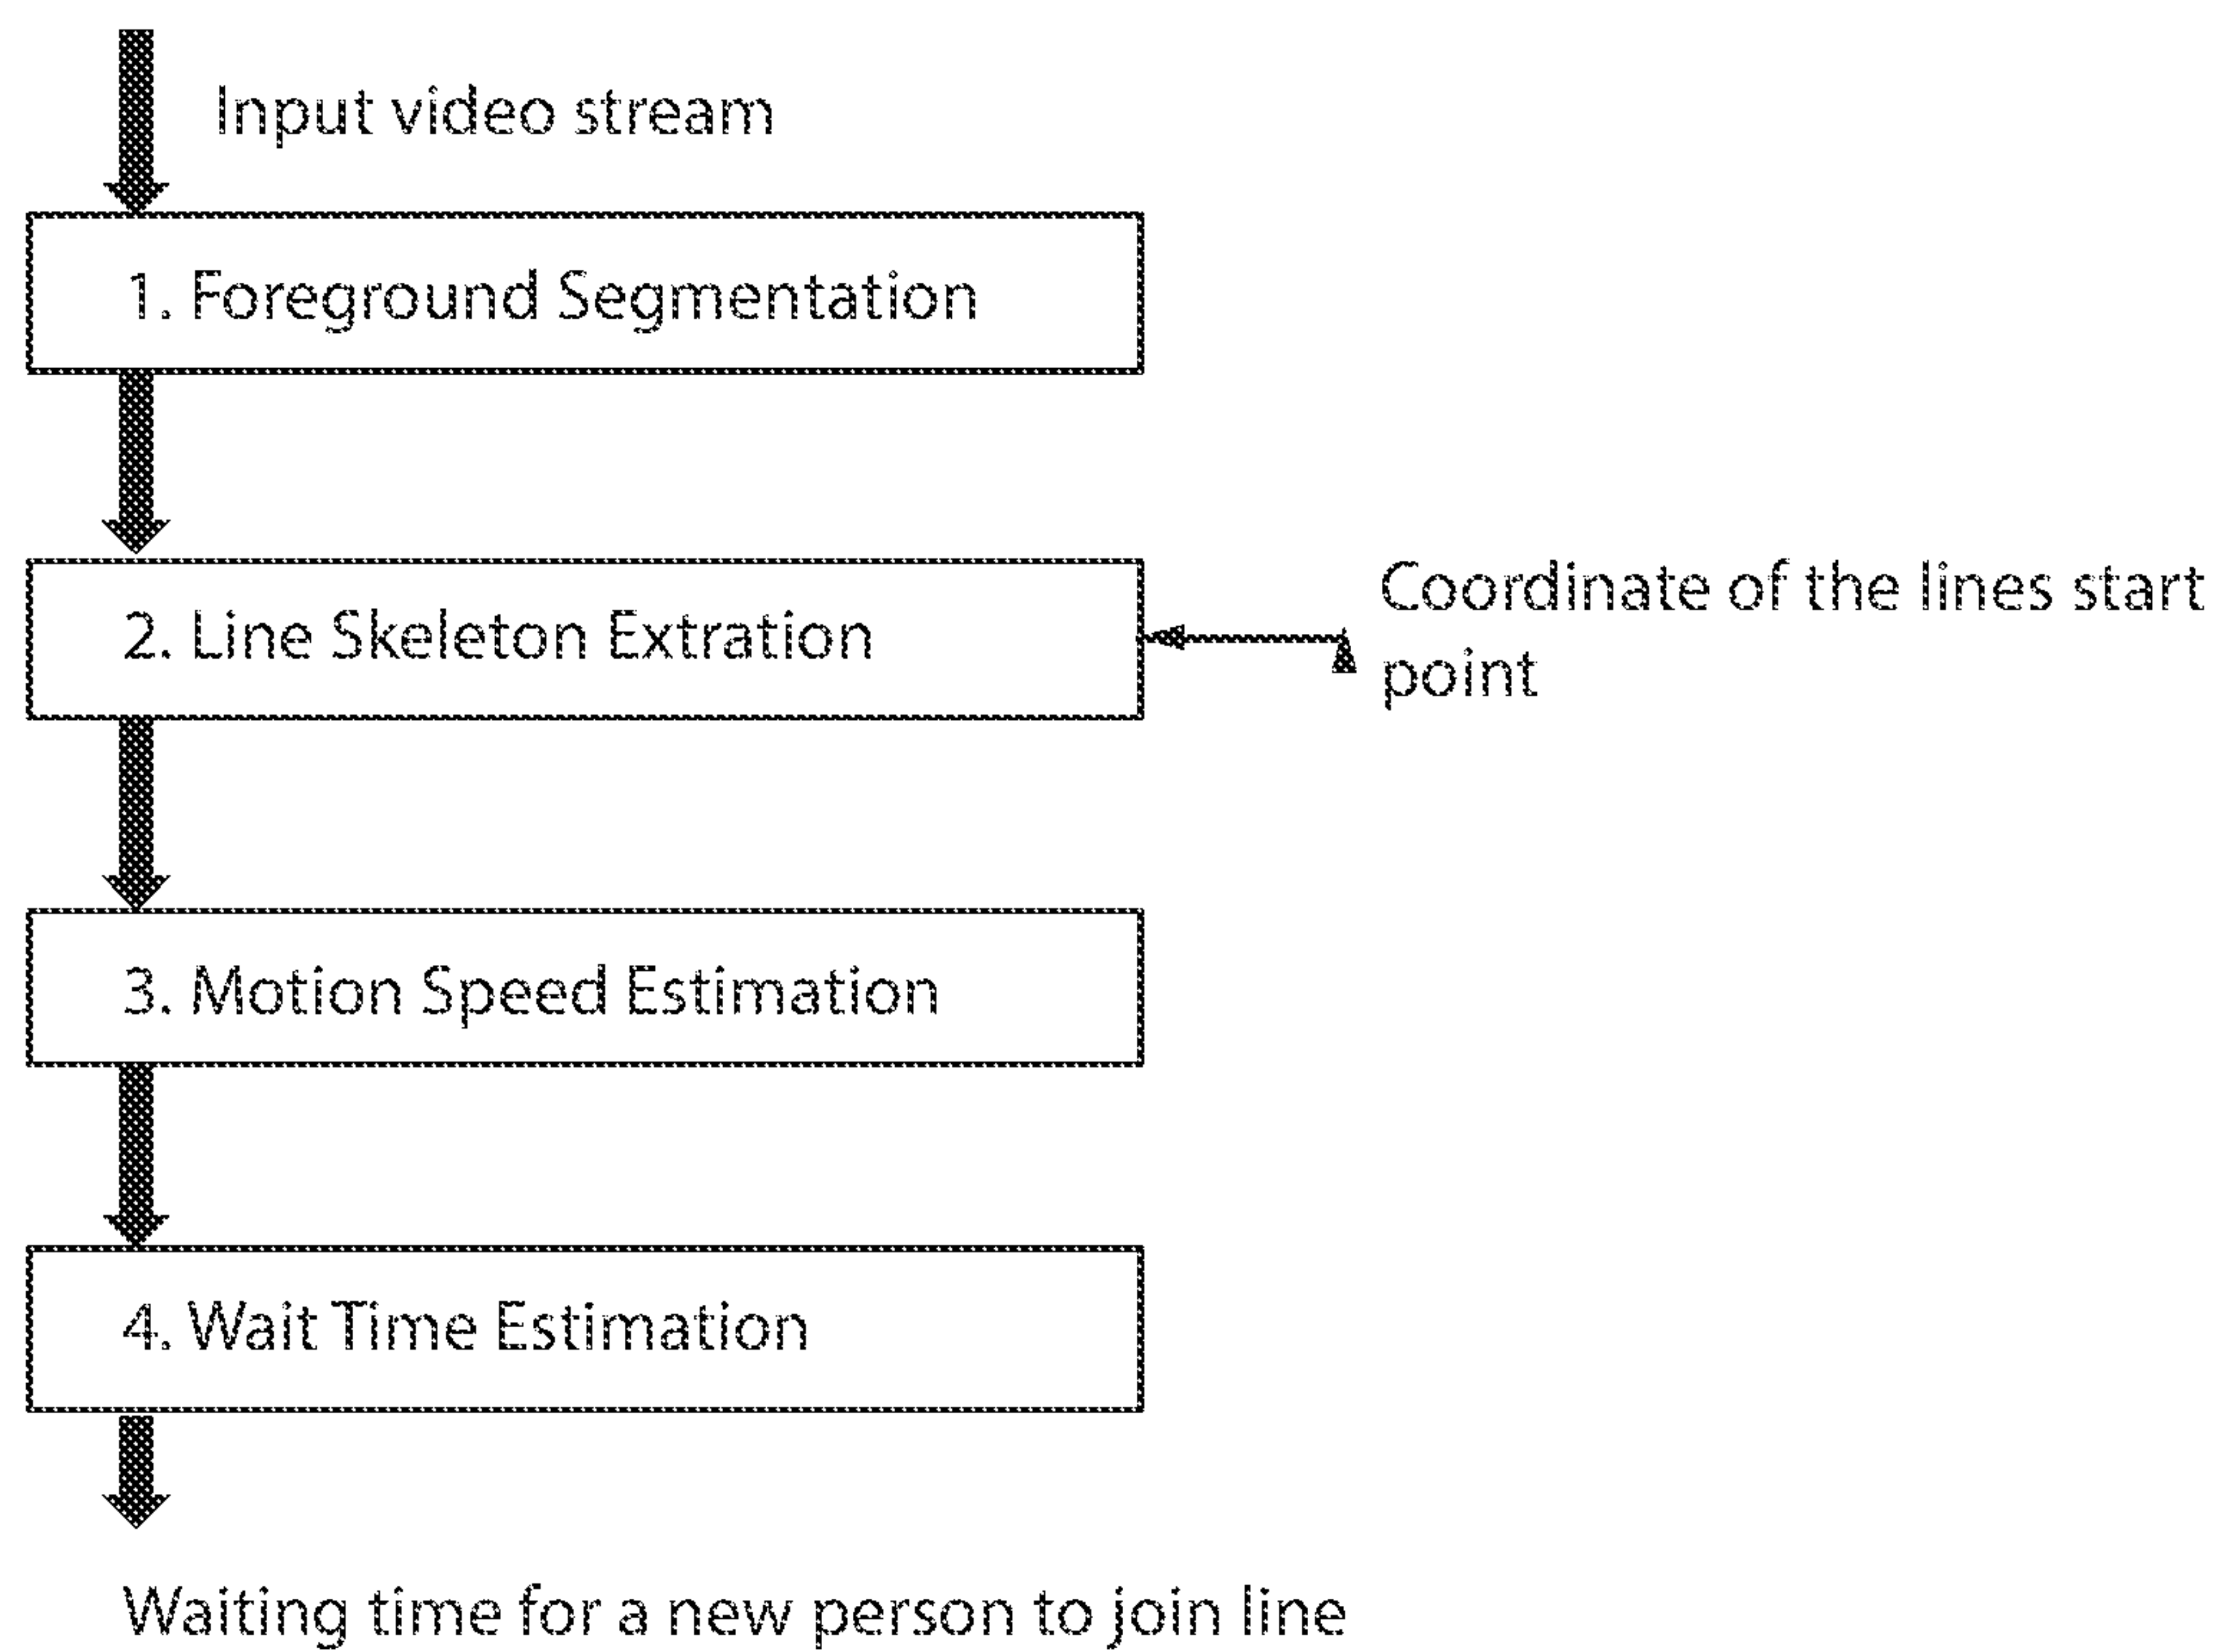 Input video stream
1. Foreground Segmentation
2. Line Skeleton Extration
Coordinate of the lines start
point
3. Motion Speed Estimation
4. Wait Time Estimation
Waiting time for a new person to join line